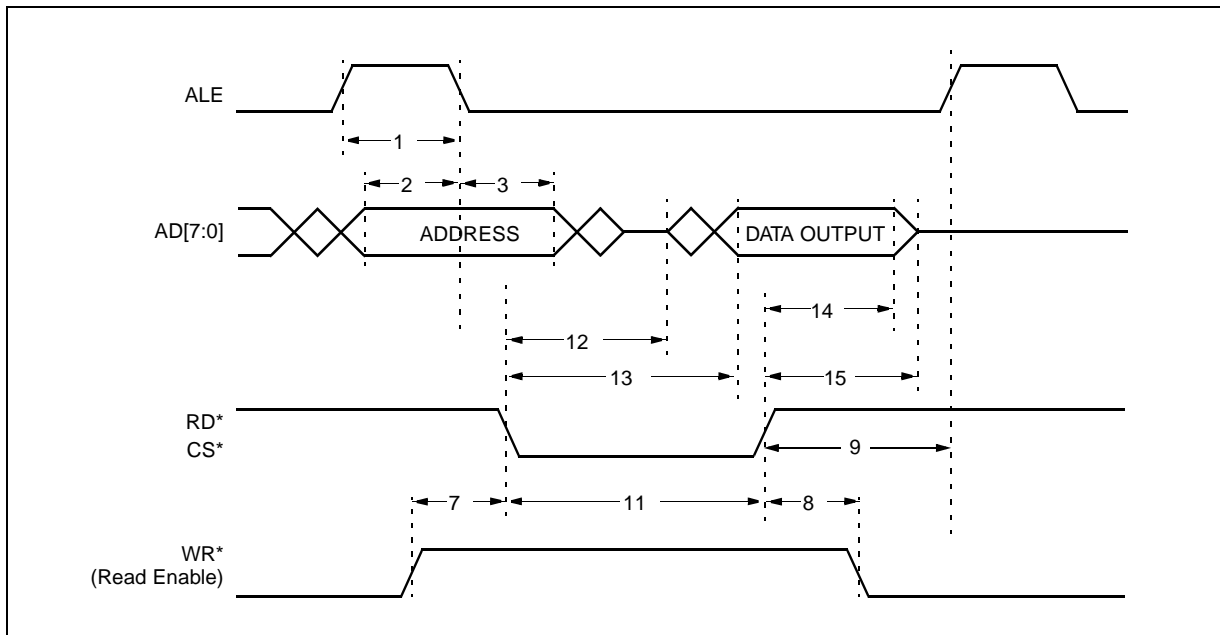 ALE
1
2
3
AD[7:0]
ADDRESS
DATA OUTPUT
14
12
13
15
RD*
CS*
9
7
11
8
WR*
(Read Enable)